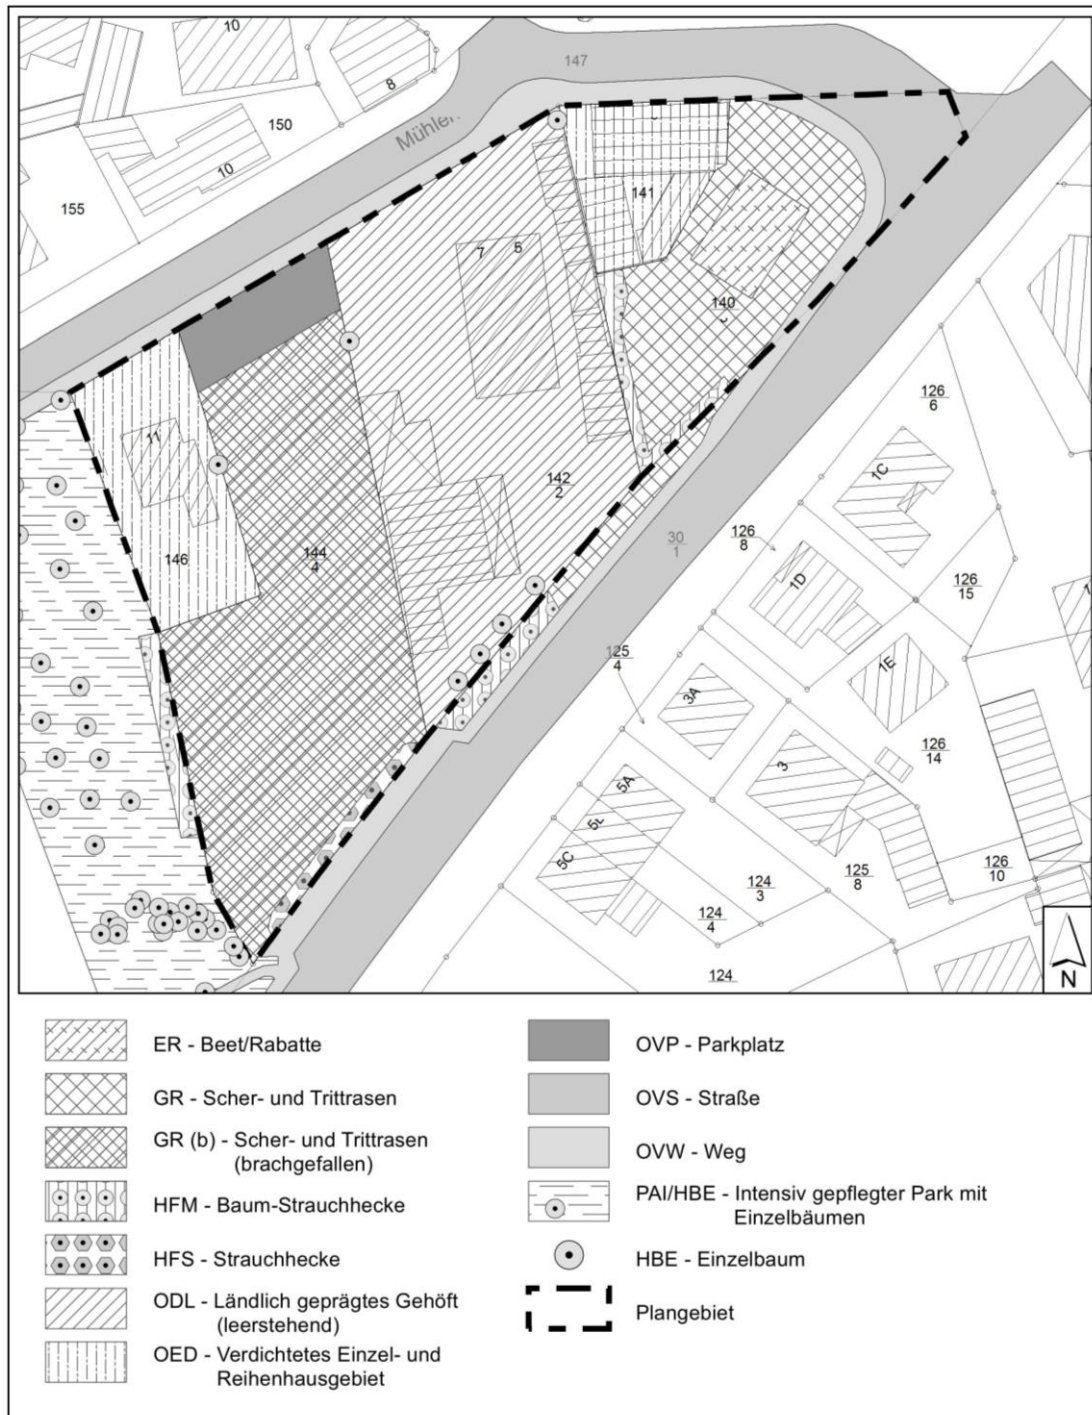 10
8
147
Mühlen
150
10
155
141
7 5
140
126
6
11
142
2
1C
30
1
126
8
146
144
4
1D
126
15
125
4
1E
3A
126
14
3
5A
5C
126
10
125
8
124
3
124
4
124
N
ER - Beet/Rabatte
GR - Scher- und Trittrasen
GR (b) - Scher- und Trittrasen
(brachgefallen)
HFM - Baum-Strauchhecke
HFS - Strauchhecke
ODL - Ländlich geprägtes Gehöft
(leerstehend)
OED - Verdichtetes Einzel- und
Reihenhausgebiet
OVP - Parkplatz
OVS - Straße
OVW - Weg
PAI/HBE - Intensiv gepflegter Park mit
Einzelbäumen
HBE - Einzelbaum
Plangebiet